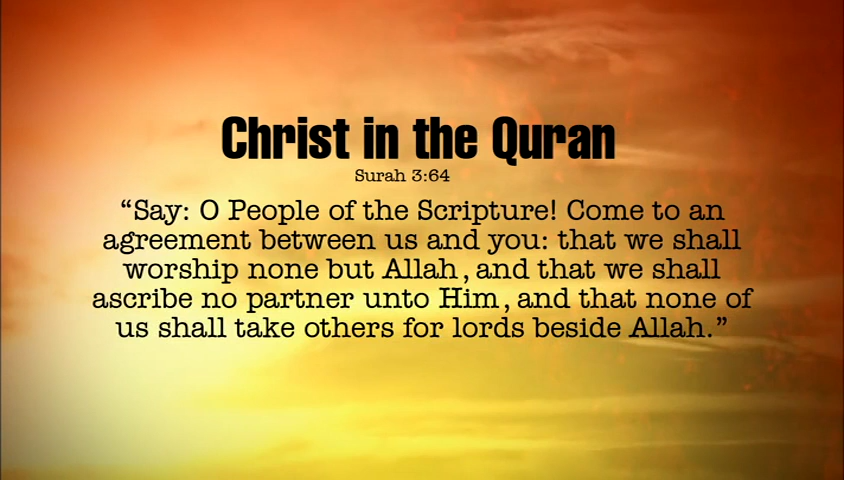 Christ in the Quran
Surah 3:64
“Say: O People of the Scripture! Come to an
agreement between us and you: that we shall
worship none but Allah, and that we shall
ascribe no partner unto Him, and that none of
us shall take others for lords beside Allah.”